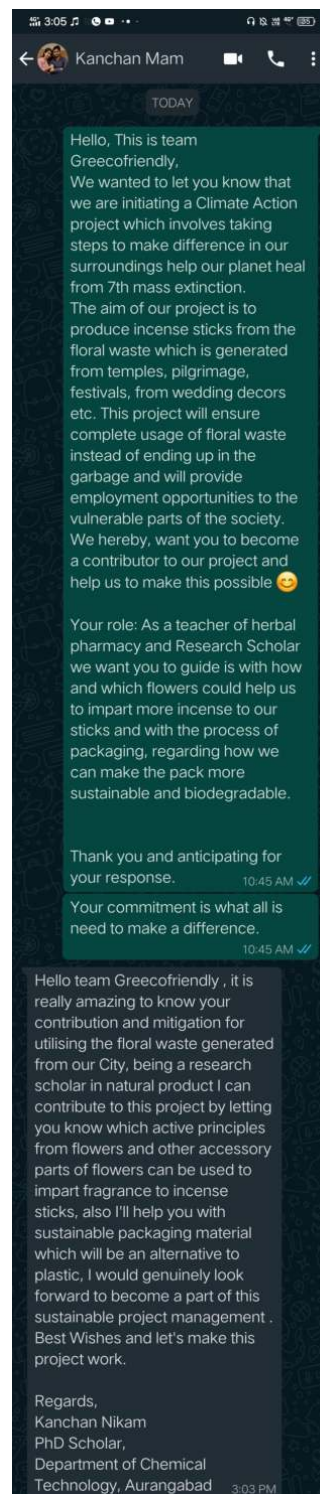 3:05
Kanchan Mam
TODAY
Hello, This is team
Greecofriendly,
We wanted to let you know that
we are initiating a Climate Action
project which involves taking
steps to make difference in our
surroundings help our planet heal
from 7th mass extinction.
The aim of our project is to
produce incense sticks from the
floral waste which is generated
from temples, pilgrimage,
festivals, from wedding decors
etc. This project will ensure
complete usage of floral waste
instead of ending up in the
garbage and will provide
employment opportunities to the
vulnerable parts of the society.
We hereby, want you to become
a contributor to our project and
help us to make this possible 😊
Your role: As a teacher of herbal
pharmacy and Research Scholar
we want you to guide is with how
and which flowers could help us
to impart more incense to our
sticks and with the process of
packaging, regarding how we
can make the pack more
sustainable and biodegradable.
Thank you and anticipating for
your response. 10:45 AM
Your commitment is what all is
need to make a difference.
10:45 AM
Hello team Greecofriendly , it is
really amazing to know your
contribution and mitigation for
utilising the floral waste generated
from our City, being a research
scholar in natural product I can
contribute to this project by letting
you know which active principles
from flowers and other accessory
parts of flowers can be used to
impart fragrance to incense
sticks, also I'll help you with
sustainable packaging material
which will be an alternative to
plastic, I would genuinely look
forward to become a part of this
sustainable project management .
Best Wishes and let's make this
project work.
Regards,
Kanchan Nikam
PhD Scholar,
Department of Chemical
Technology, Aurangabad 3:03 PM